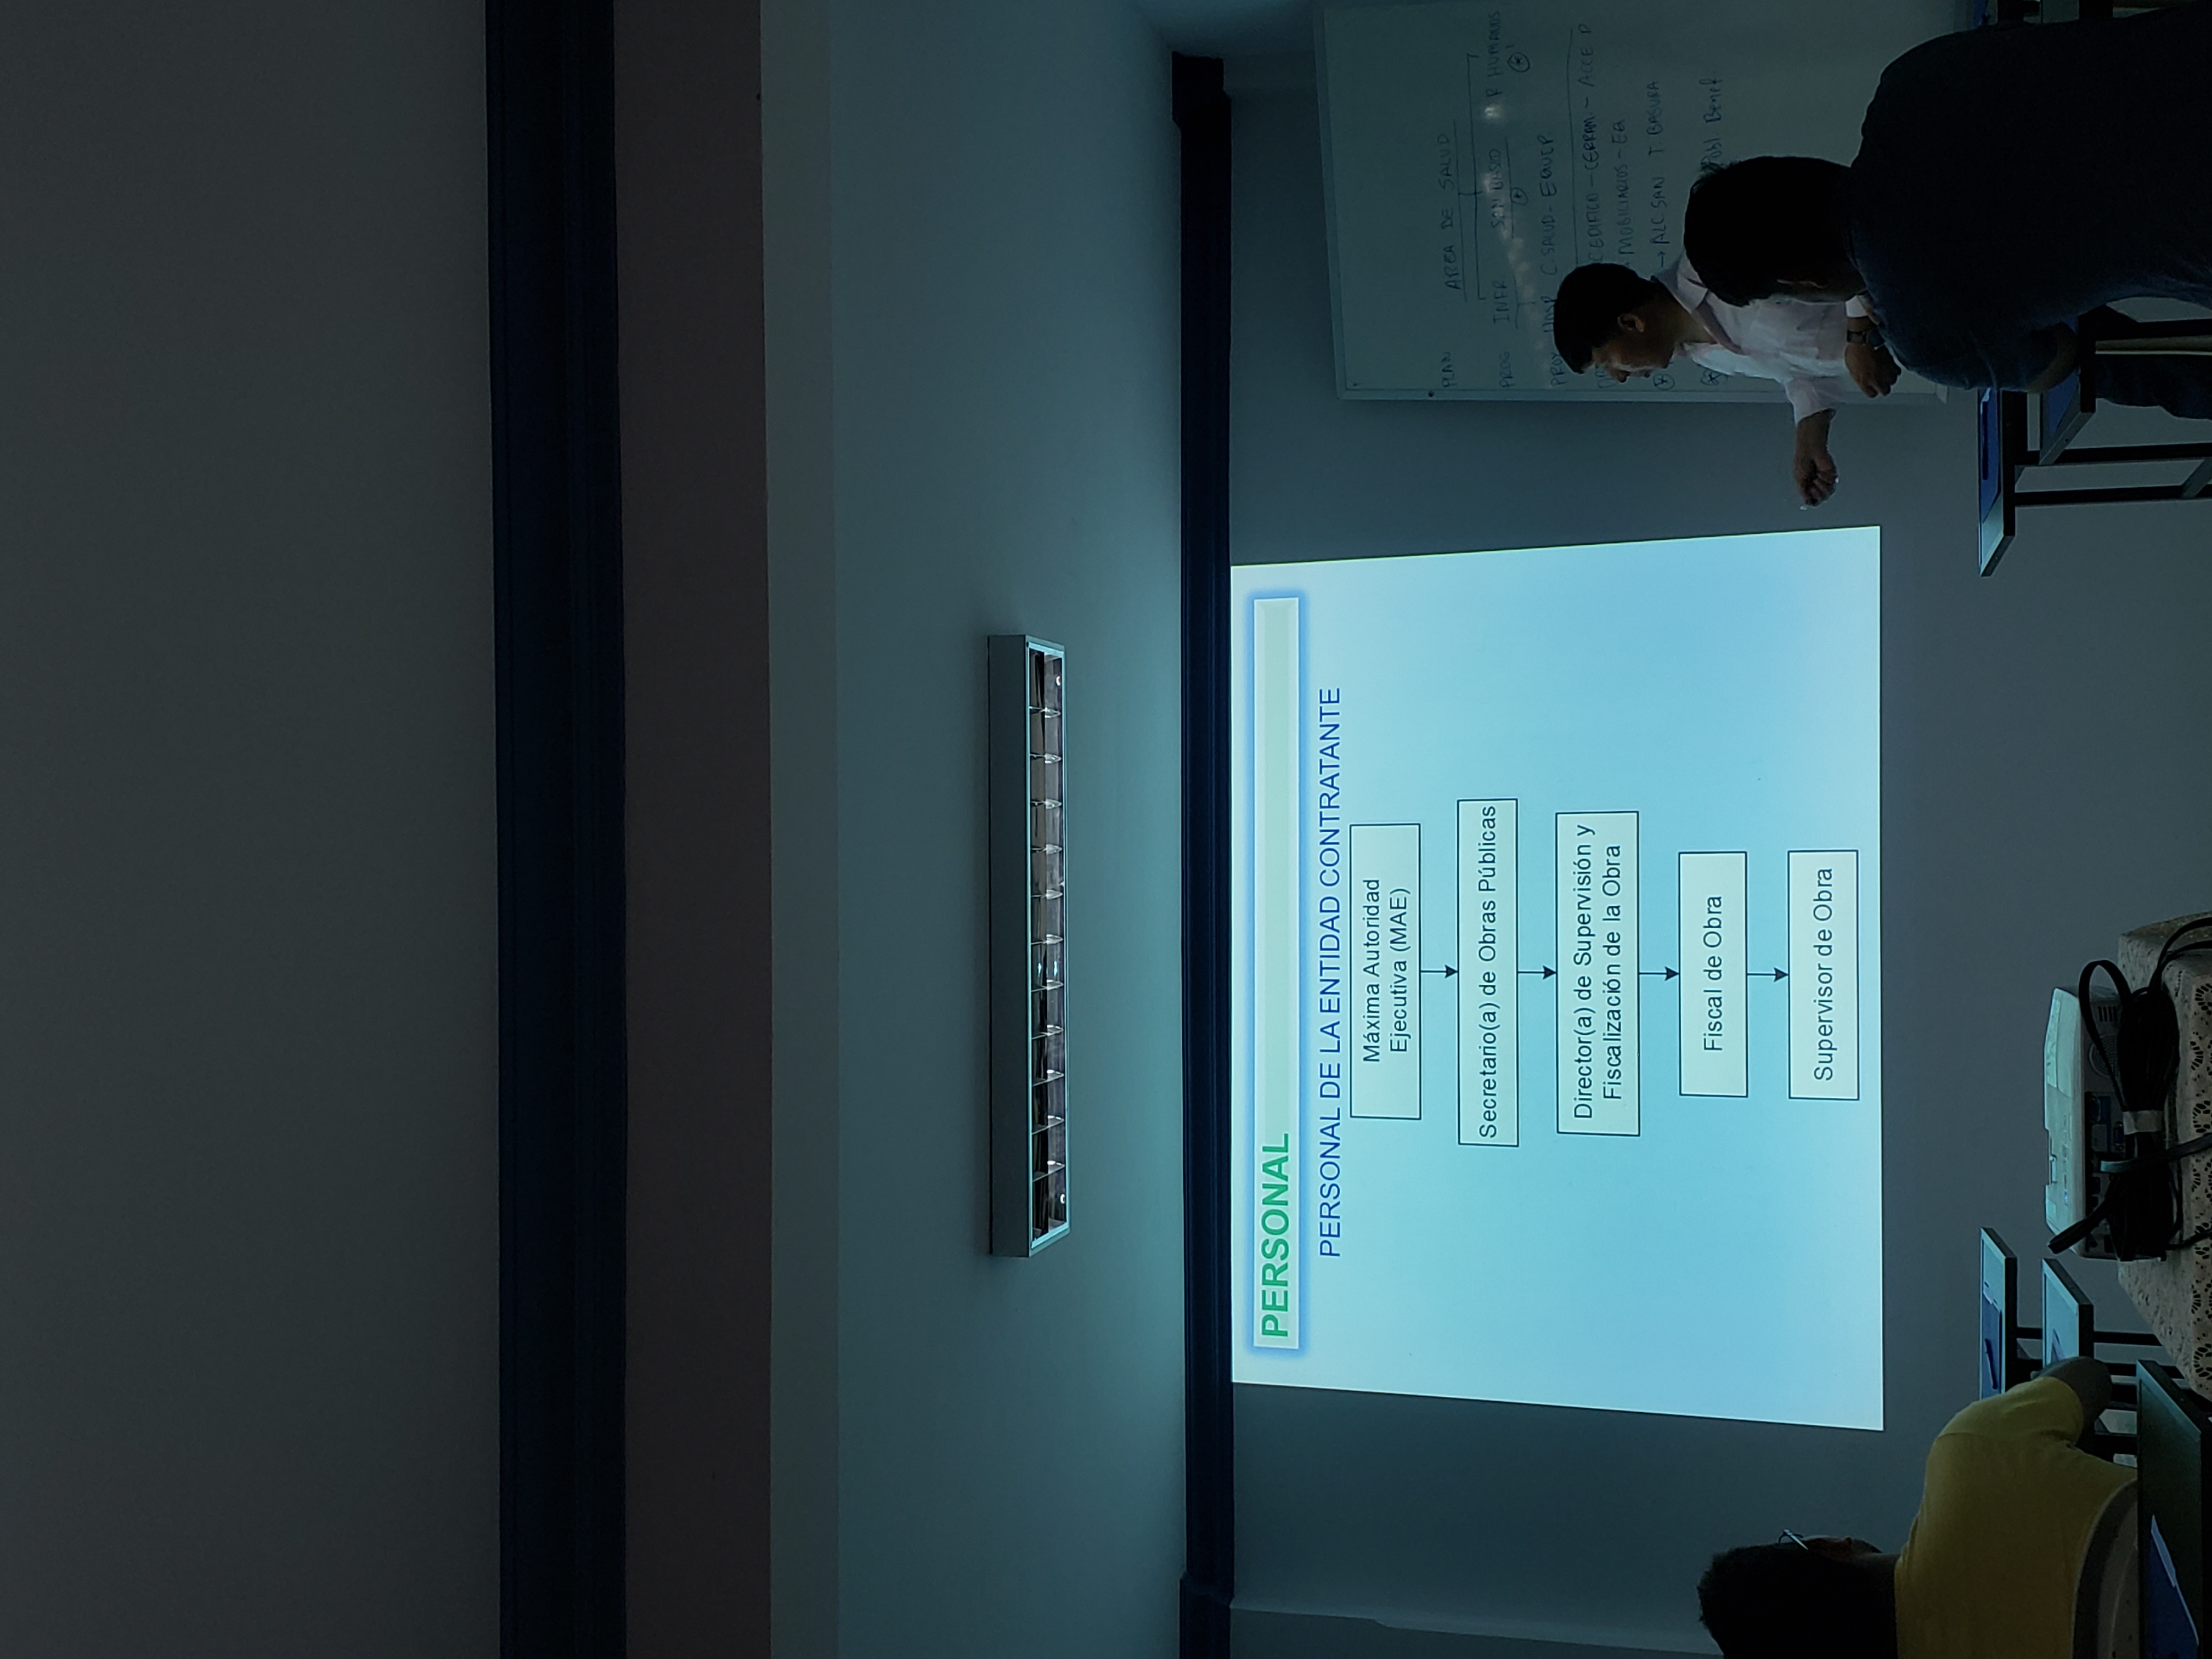 PERSONAL
PERSONAL DE LA ENTIDAD CONTRATANTE
Máxima Autoridad
Ejecutiva (MAE)
Secretario(a) de Obras Públicas
Director(a) de Supervisión y
Fiscalización de la Obra
Fiscal de Obra
Supervisor de Obra
PLAN AREA DE SALUD
PROG INFR SAN BASICO R HUMANOS
PROY HOSP C.SALUD - EQUIP.
EDIFICIO - CERRAM. - ACCE
MOBILIARIOS - EQ
→ ALC.SAN T. BASURA
Pobl. Benef.